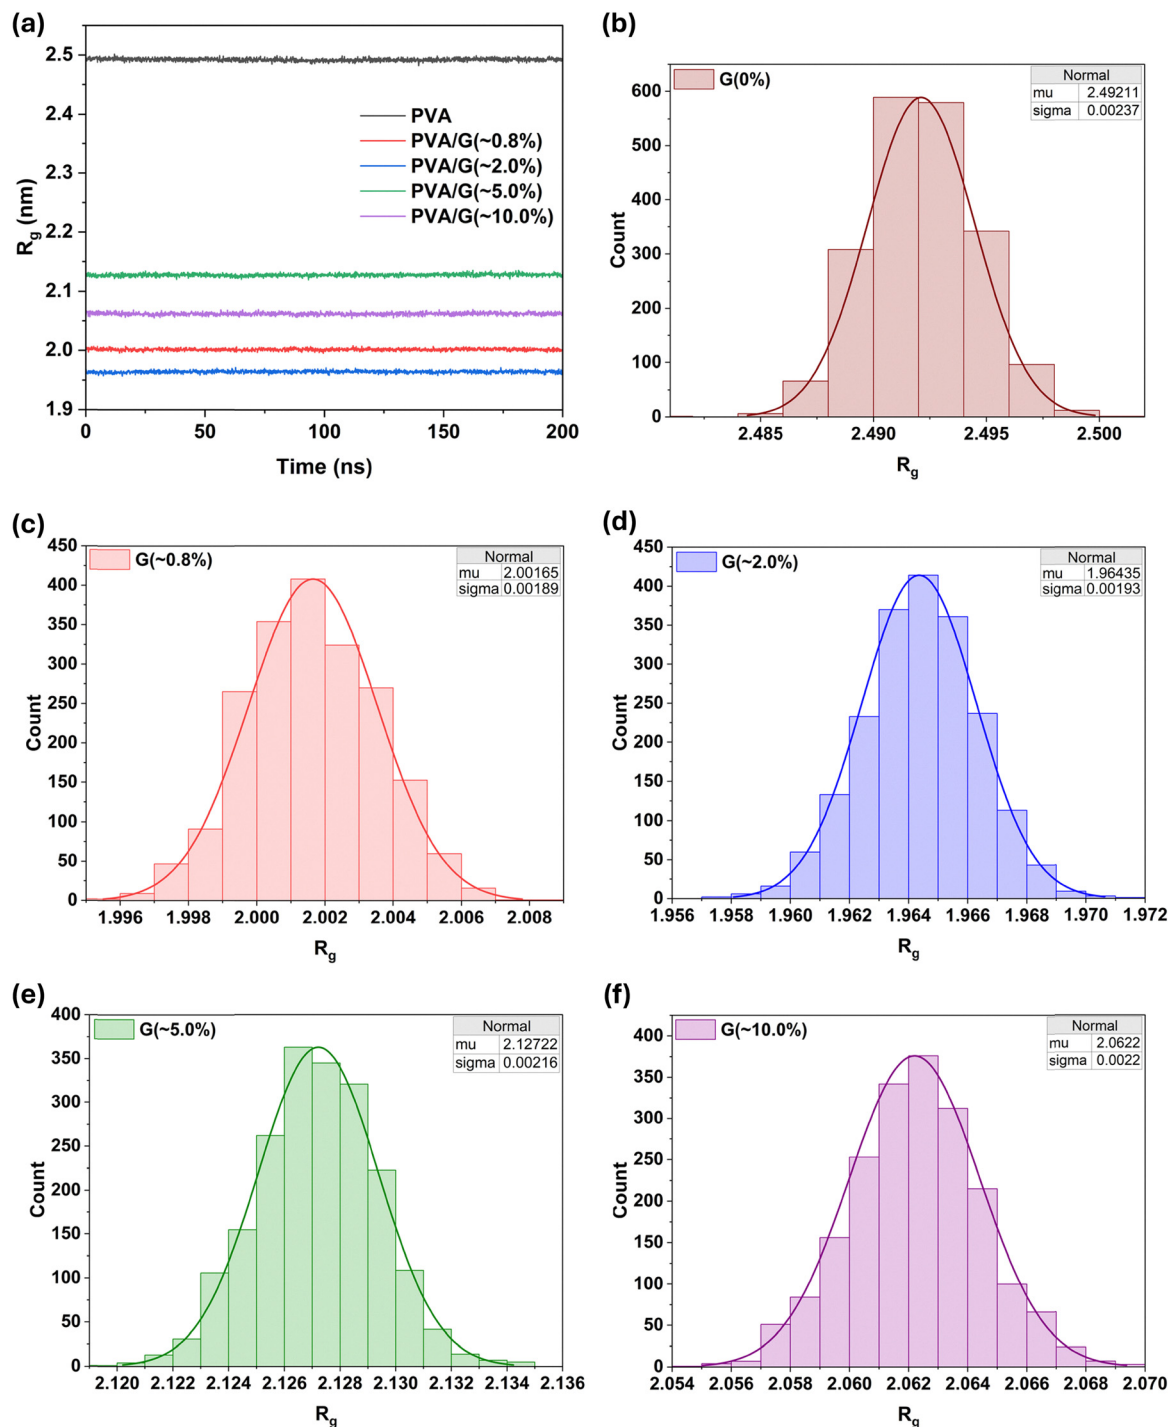 (a)
2.5
2.4
2.3
2.2
2.1
2.0
1.9
Rg (nm)
PVA
PVA/G(~0.8%)
PVA/G(~2.0%)
PVA/G(~5.0%)
PVA/G(~10.0%)
0 50 100 150 200
Time (ns)
(b)
G(0%)
Normal
mu 2.49211
sigma 0.00237
600
500
400
300
200
100
0
Count
2.485 2.490 2.495 2.500
Rg
(c)
G(~0.8%)
Normal
mu 2.00165
sigma 0.00189
450
400
350
300
250
200
150
100
50
0
Count
1.996 1.998 2.000 2.002 2.004 2.006 2.008
Rg
(d)
G(~2.0%)
Normal
mu 1.96435
sigma 0.00193
450
400
350
300
250
200
150
100
50
0
Count
1.956 1.958 1.960 1.962 1.964 1.966 1.968 1.970 1.972
Rg
(e)
G(~5.0%)
Normal
mu 2.12722
sigma 0.00216
400
350
300
250
200
150
100
50
0
Count
2.120 2.122 2.124 2.126 2.128 2.130 2.132 2.134 2.136
Rg
(f)
G(~10.0%)
Normal
mu 2.0622
sigma 0.0022
400
350
300
250
200
150
100
50
0
Count
2.054 2.056 2.058 2.060 2.062 2.064 2.066 2.068 2.070
Rg